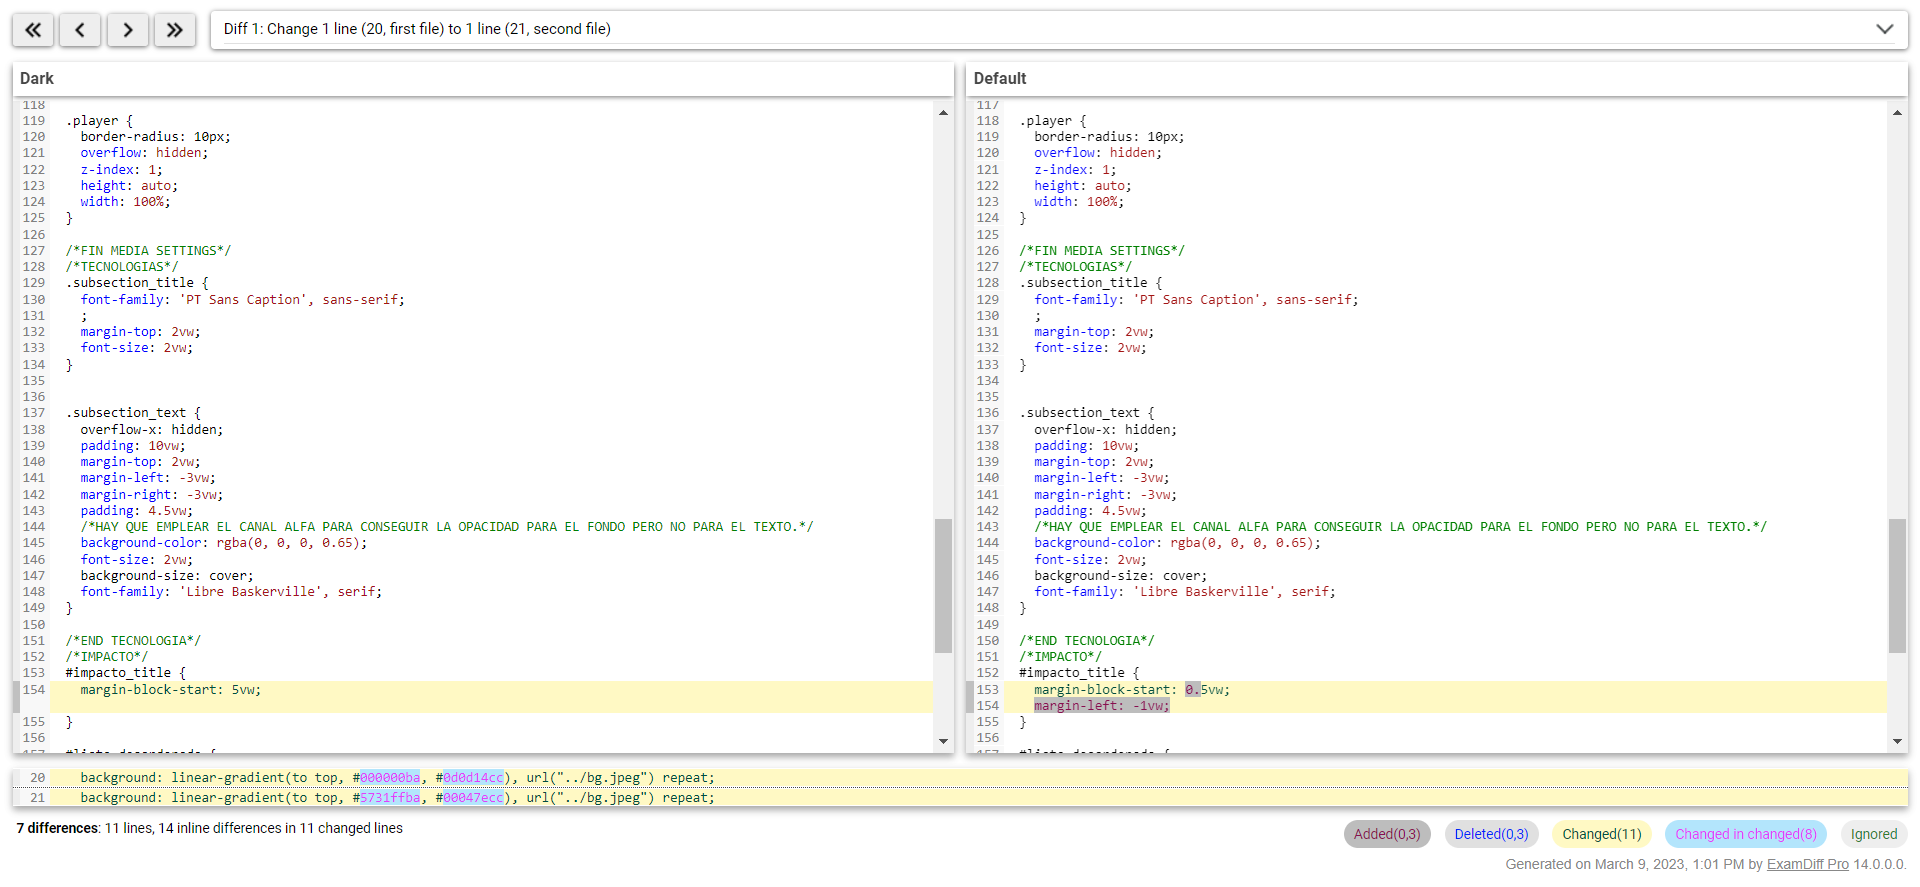 Diff 1: Change 1 line (20, first file) to 1 line (21, second file)
Dark
118
119 .player {
120 border-radius: 10px;
121 overflow: hidden;
122 z-index: 1;
123 height: auto;
124 width: 100%;
125 }
126
127 /*FIN MEDIA SETTINGS*/
128 /*TECNOLOGIAS*/
129 .subsection_title {
130 font-family: 'PT Sans Caption', sans-serif;
131 ;
132 margin-top: 2vw;
133 font-size: 2vw;
134 }
135
136
137 .subsection_text {
138 overflow-x: hidden;
139 padding: 10vw;
140 margin-top: 2vw;
141 margin-left: -3vw;
142 margin-right: -3vw;
143 padding: 4.5vw;
144 /*HAY QUE EMPLEAR EL CANAL ALFA PARA CONSEGUIR LA OPACIDAD PARA EL FONDO PERO NO PARA EL TEXTO.*/
145 background-color: rgba(0, 0, 0, 0.65);
146 font-size: 2vw;
147 background-size: cover;
148 font-family: 'Libre Baskerville', serif;
149 }
150
151 /*END TECNOLOGIA*/
152 /*IMPACTO*/
153 #impacto_title {
154 margin-block-start: 5vw;
155 }
156
Default
117
118 .player {
119 border-radius: 10px;
120 overflow: hidden;
121 z-index: 1;
122 height: auto;
123 width: 100%;
124 }
125
126 /*FIN MEDIA SETTINGS*/
127 /*TECNOLOGIAS*/
128 .subsection_title {
129 font-family: 'PT Sans Caption', sans-serif;
130 ;
131 margin-top: 2vw;
132 font-size: 2vw;
133 }
134
135
136 .subsection_text {
137 overflow-x: hidden;
138 padding: 10vw;
139 margin-top: 2vw;
140 margin-left: -3vw;
141 margin-right: -3vw;
142 padding: 4.5vw;
143 /*HAY QUE EMPLEAR EL CANAL ALFA PARA CONSEGUIR LA OPACIDAD PARA EL FONDO PERO NO PARA EL TEXTO.*/
144 background-color: rgba(0, 0, 0, 0.65);
145 font-size: 2vw;
146 background-size: cover;
147 font-family: 'Libre Baskerville', serif;
148 }
149
150 /*END TECNOLOGIA*/
151 /*IMPACTO*/
152 #impacto_title {
153 margin-block-start: 0.5vw;
154 margin-left: -1vw;
155 }
156
20 background: linear-gradient(to top, #000000ba, #0d0d14cc), url("../bg.jpeg") repeat;
21 background: linear-gradient(to top, #5731ffba, #00047ecc), url("../bg.jpeg") repeat;
7 differences: 11 lines, 14 inline differences in 11 changed lines
Added(0,3) Deleted(0,3) Changed(11) Changed in changed(8) Ignored
Generated on March 9, 2023, 1:01 PM by ExamDiff Pro 14.0.0.0.